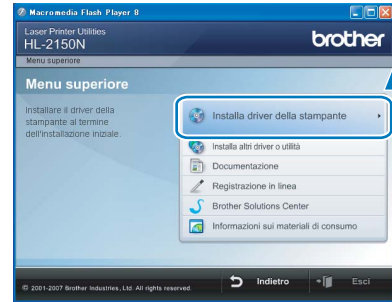 Macromedia Flash Player 8
Laser Printer Utilities
HL-2150N
brother
Menu superiore
Menu superiore
Installare il driver della
stampante al termine
dell'installazione iniziale.
Installa driver della stampante
Installa altri driver o utilità
Documentazione
Registrazione in linea
Brother Solutions Center
Informazioni sui materiali di consumo
© 2001-2007 Brother Industries, Ltd. All rights reserved.
Indietro
Esci